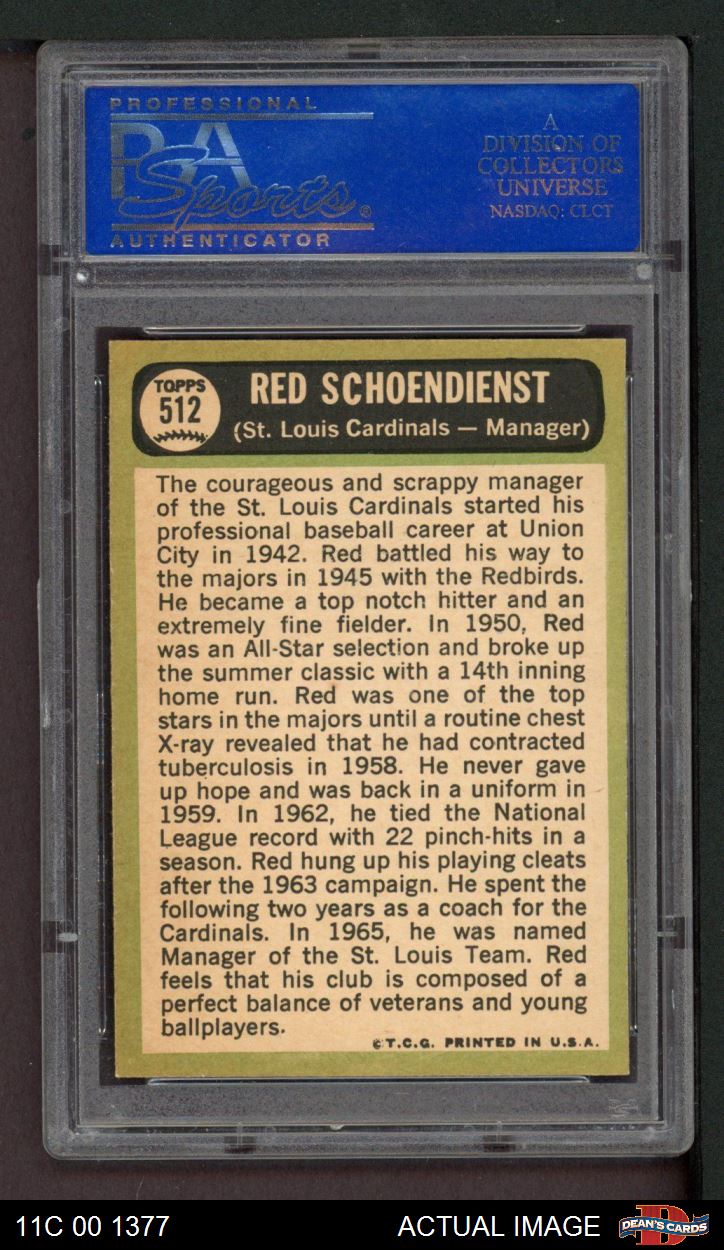 PROFESSIONAL
PSA
Sports®
AUTHENTICATOR
A
DIVISION OF
COLLECTORS
UNIVERSE
NASDAQ: CLCT
TOPPS
512
RED SCHOENDIENST
(St. Louis Cardinals — Manager)
The courageous and scrappy manager
of the St. Louis Cardinals started his
professional baseball career at Union
City in 1942. Red battled his way to
the majors in 1945 with the Redbirds.
He became a top notch hitter and an
extremely fine fielder. In 1950, Red
was an All-Star selection and broke up
the summer classic with a 14th inning
home run. Red was one of the top
stars in the majors until a routine chest
X-ray revealed that he had contracted
tuberculosis in 1958. He never gave
up hope and was back in a uniform in
1959. In 1962, he tied the National
League record with 22 pinch-hits in a
season. Red hung up his playing cleats
after the 1963 campaign. He spent the
following two years as a coach for the
Cardinals. In 1965, he was named
Manager of the St. Louis Team. Red
feels that his club is composed of a
perfect balance of veterans and young
ballplayers.
©T.C.G. PRINTED IN U.S.A.
11C 00 1377
ACTUAL IMAGE
DEAN'S CARDS